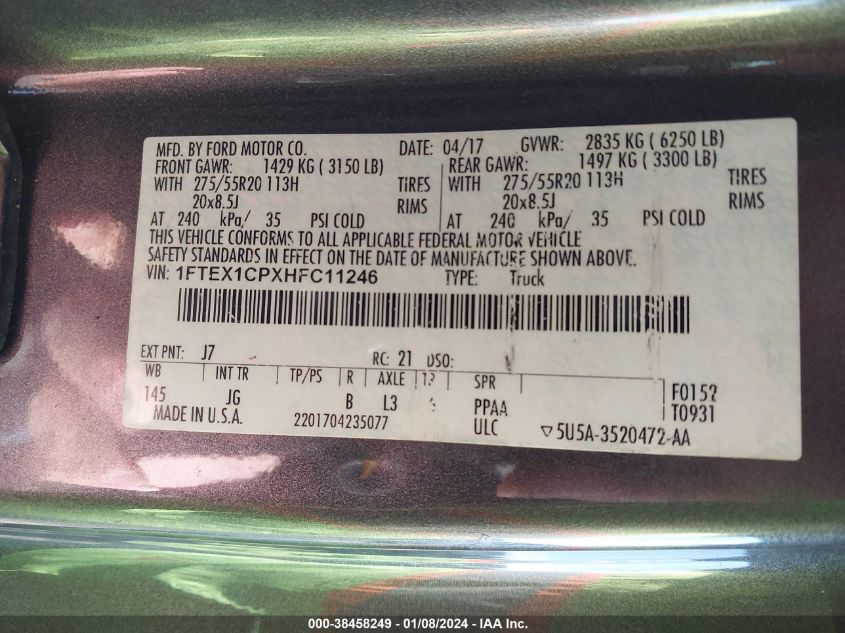 MFD. BY FORD MOTOR CO. DATE: 04/17 GVWR: 2835 KG ( 6250 LB)
FRONT GAWR: 1429 KG ( 3150 LB) REAR GAWR: 1497 KG ( 3300 LB)
WITH 275/55R20 113H TIRES WITH 275/55R20 113H TIRES
20x8.5J RIMS 20x8.5J RIMS
AT 240 kPa/ 35 PSI COLD AT 240 kPa/ 35 PSI COLD
THIS VEHICLE CONFORMS TO ALL APPLICABLE FEDERAL MOTOR VEHICLE
SAFETY STANDARDS IN EFFECT ON THE DATE OF MANUFACTURE SHOWN ABOVE.
VIN: 1FTEX1CPXHFC11246 TYPE: Truck
EXT PNT: J7 RC: 21 DSO:
WB INT TR TP/PS R AXLE TR SPR
145 JG B L3 PPAA F0152
MADE IN U.S.A. 2201704235077 ULC T0931
▽5U5A-3520472-AA
000-38458249 - 01/08/2024 - IAA Inc.